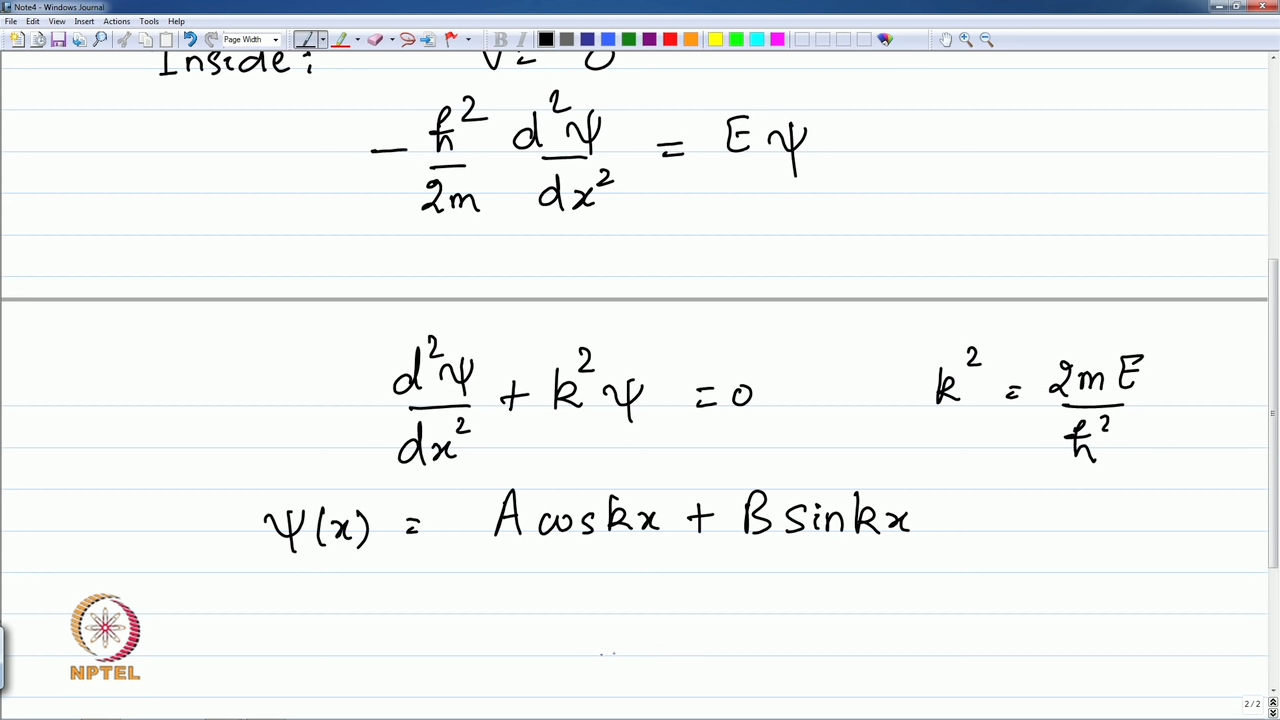 Note4 - Windows Journal
File Edit View Insert Actions Tools Help
Page Width
Inside: V = 0
- ℏ²/2m d²ψ/dx² = Eψ
d²ψ/dx² + k²ψ = 0 k² = 2mE/ℏ²
ψ(x) = A cos kx + B sin kx
NPTEL
2 / 2